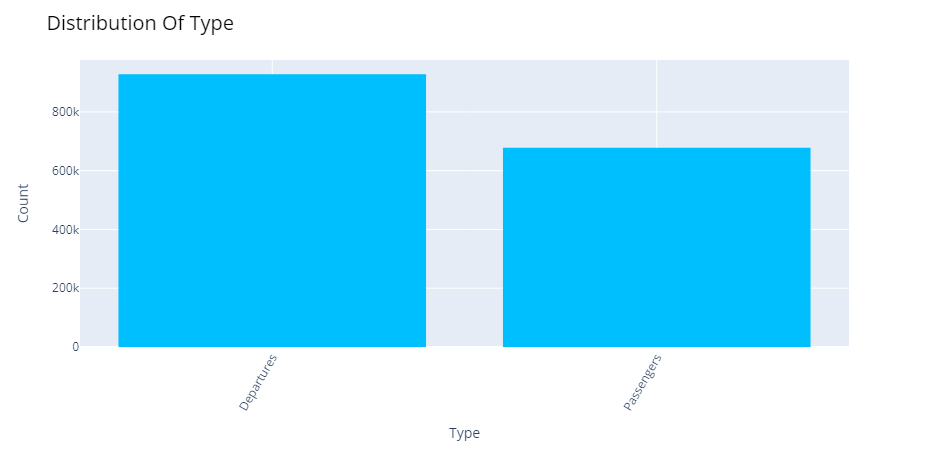 Distribution Of Type
Count
800k
600k
400k
200k
0
Departures
Passengers
Type